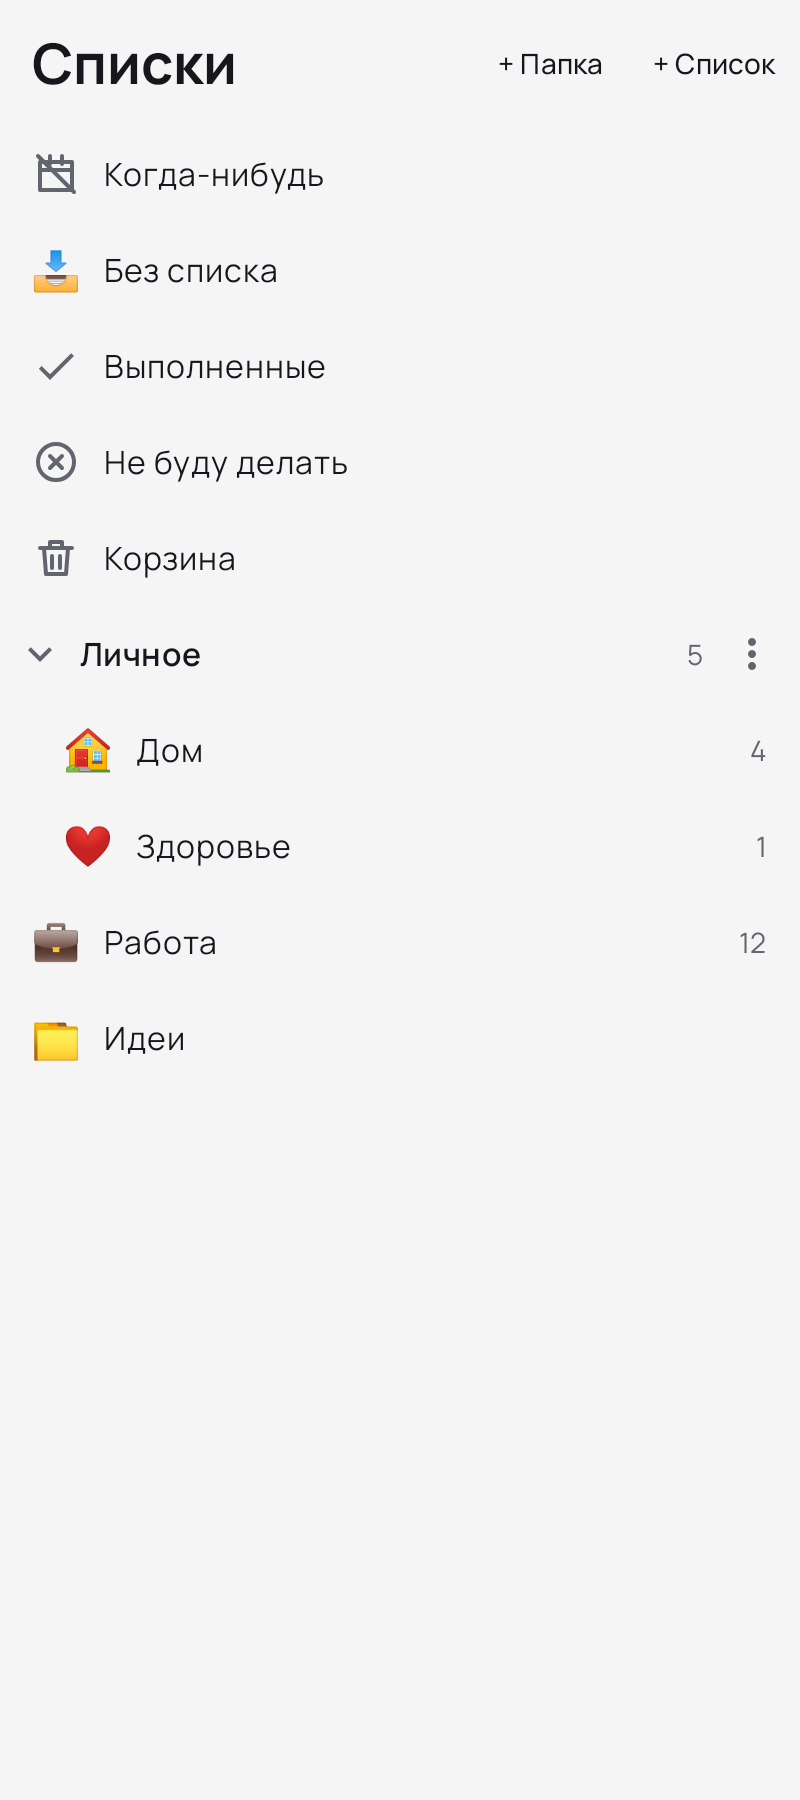 Списки + Папка + Список
Когда-нибудь
Без списка
Выполненные
Не буду делать
Корзина
Личное 5
Дом 4
Здоровье 1
Работа 12
Идеи